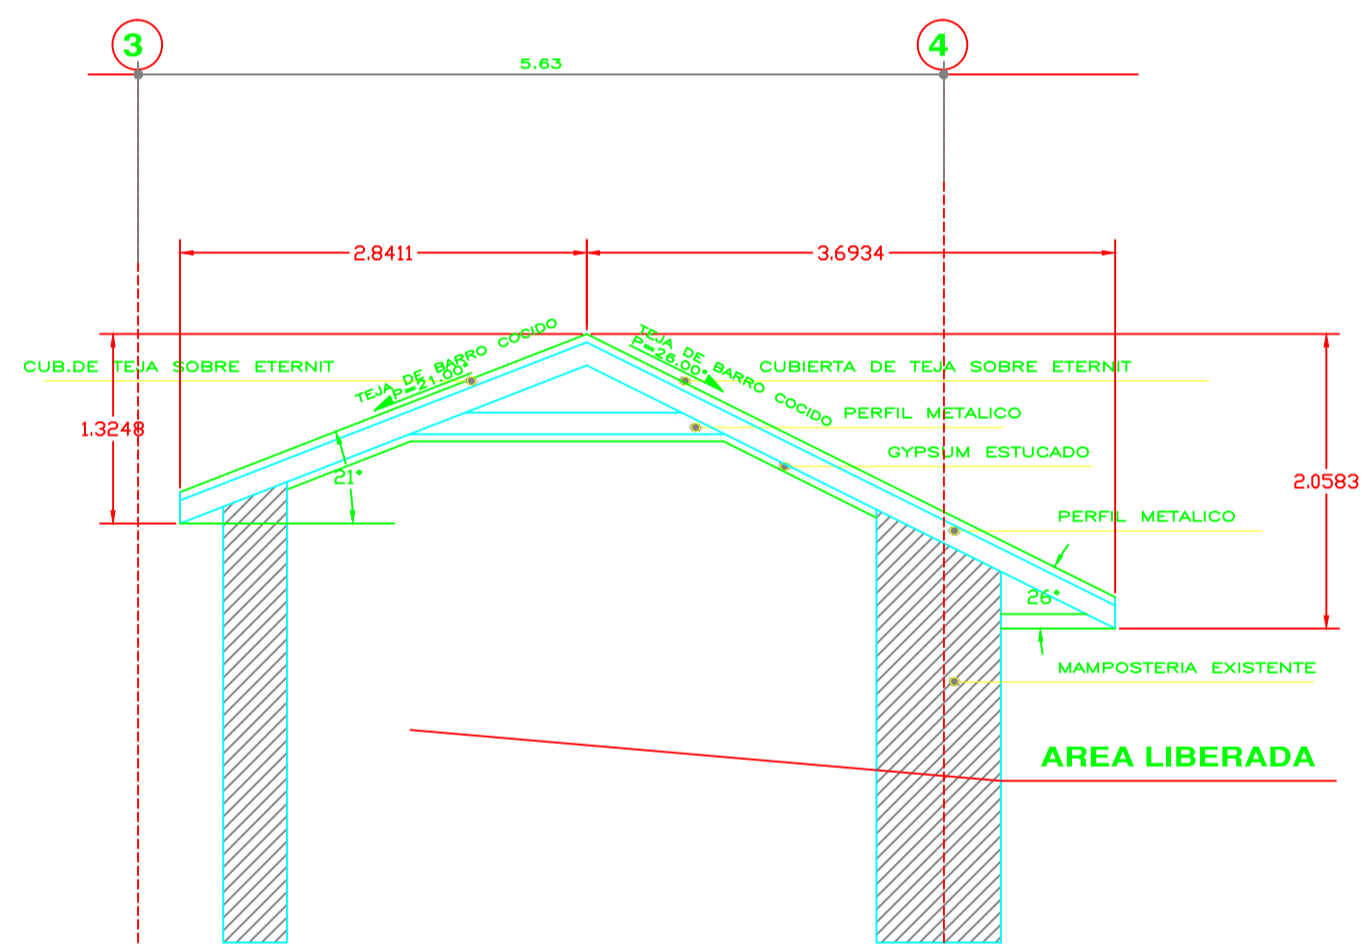 3
4
5.63
2.8411
3.6934
TEJA DE BARRO COCIDO
P=21.00°
TEJA DE BARRO COCIDO
P=26.00°
CUB.DE TEJA SOBRE ETERNIT
CUBIERTA DE TEJA SOBRE ETERNIT
PERFIL METALICO
1.3248
GYPSUM ESTUCADO
21°
2.0583
PERFIL METALICO
26°
MAMPOSTERIA EXISTENTE
AREA LIBERADA